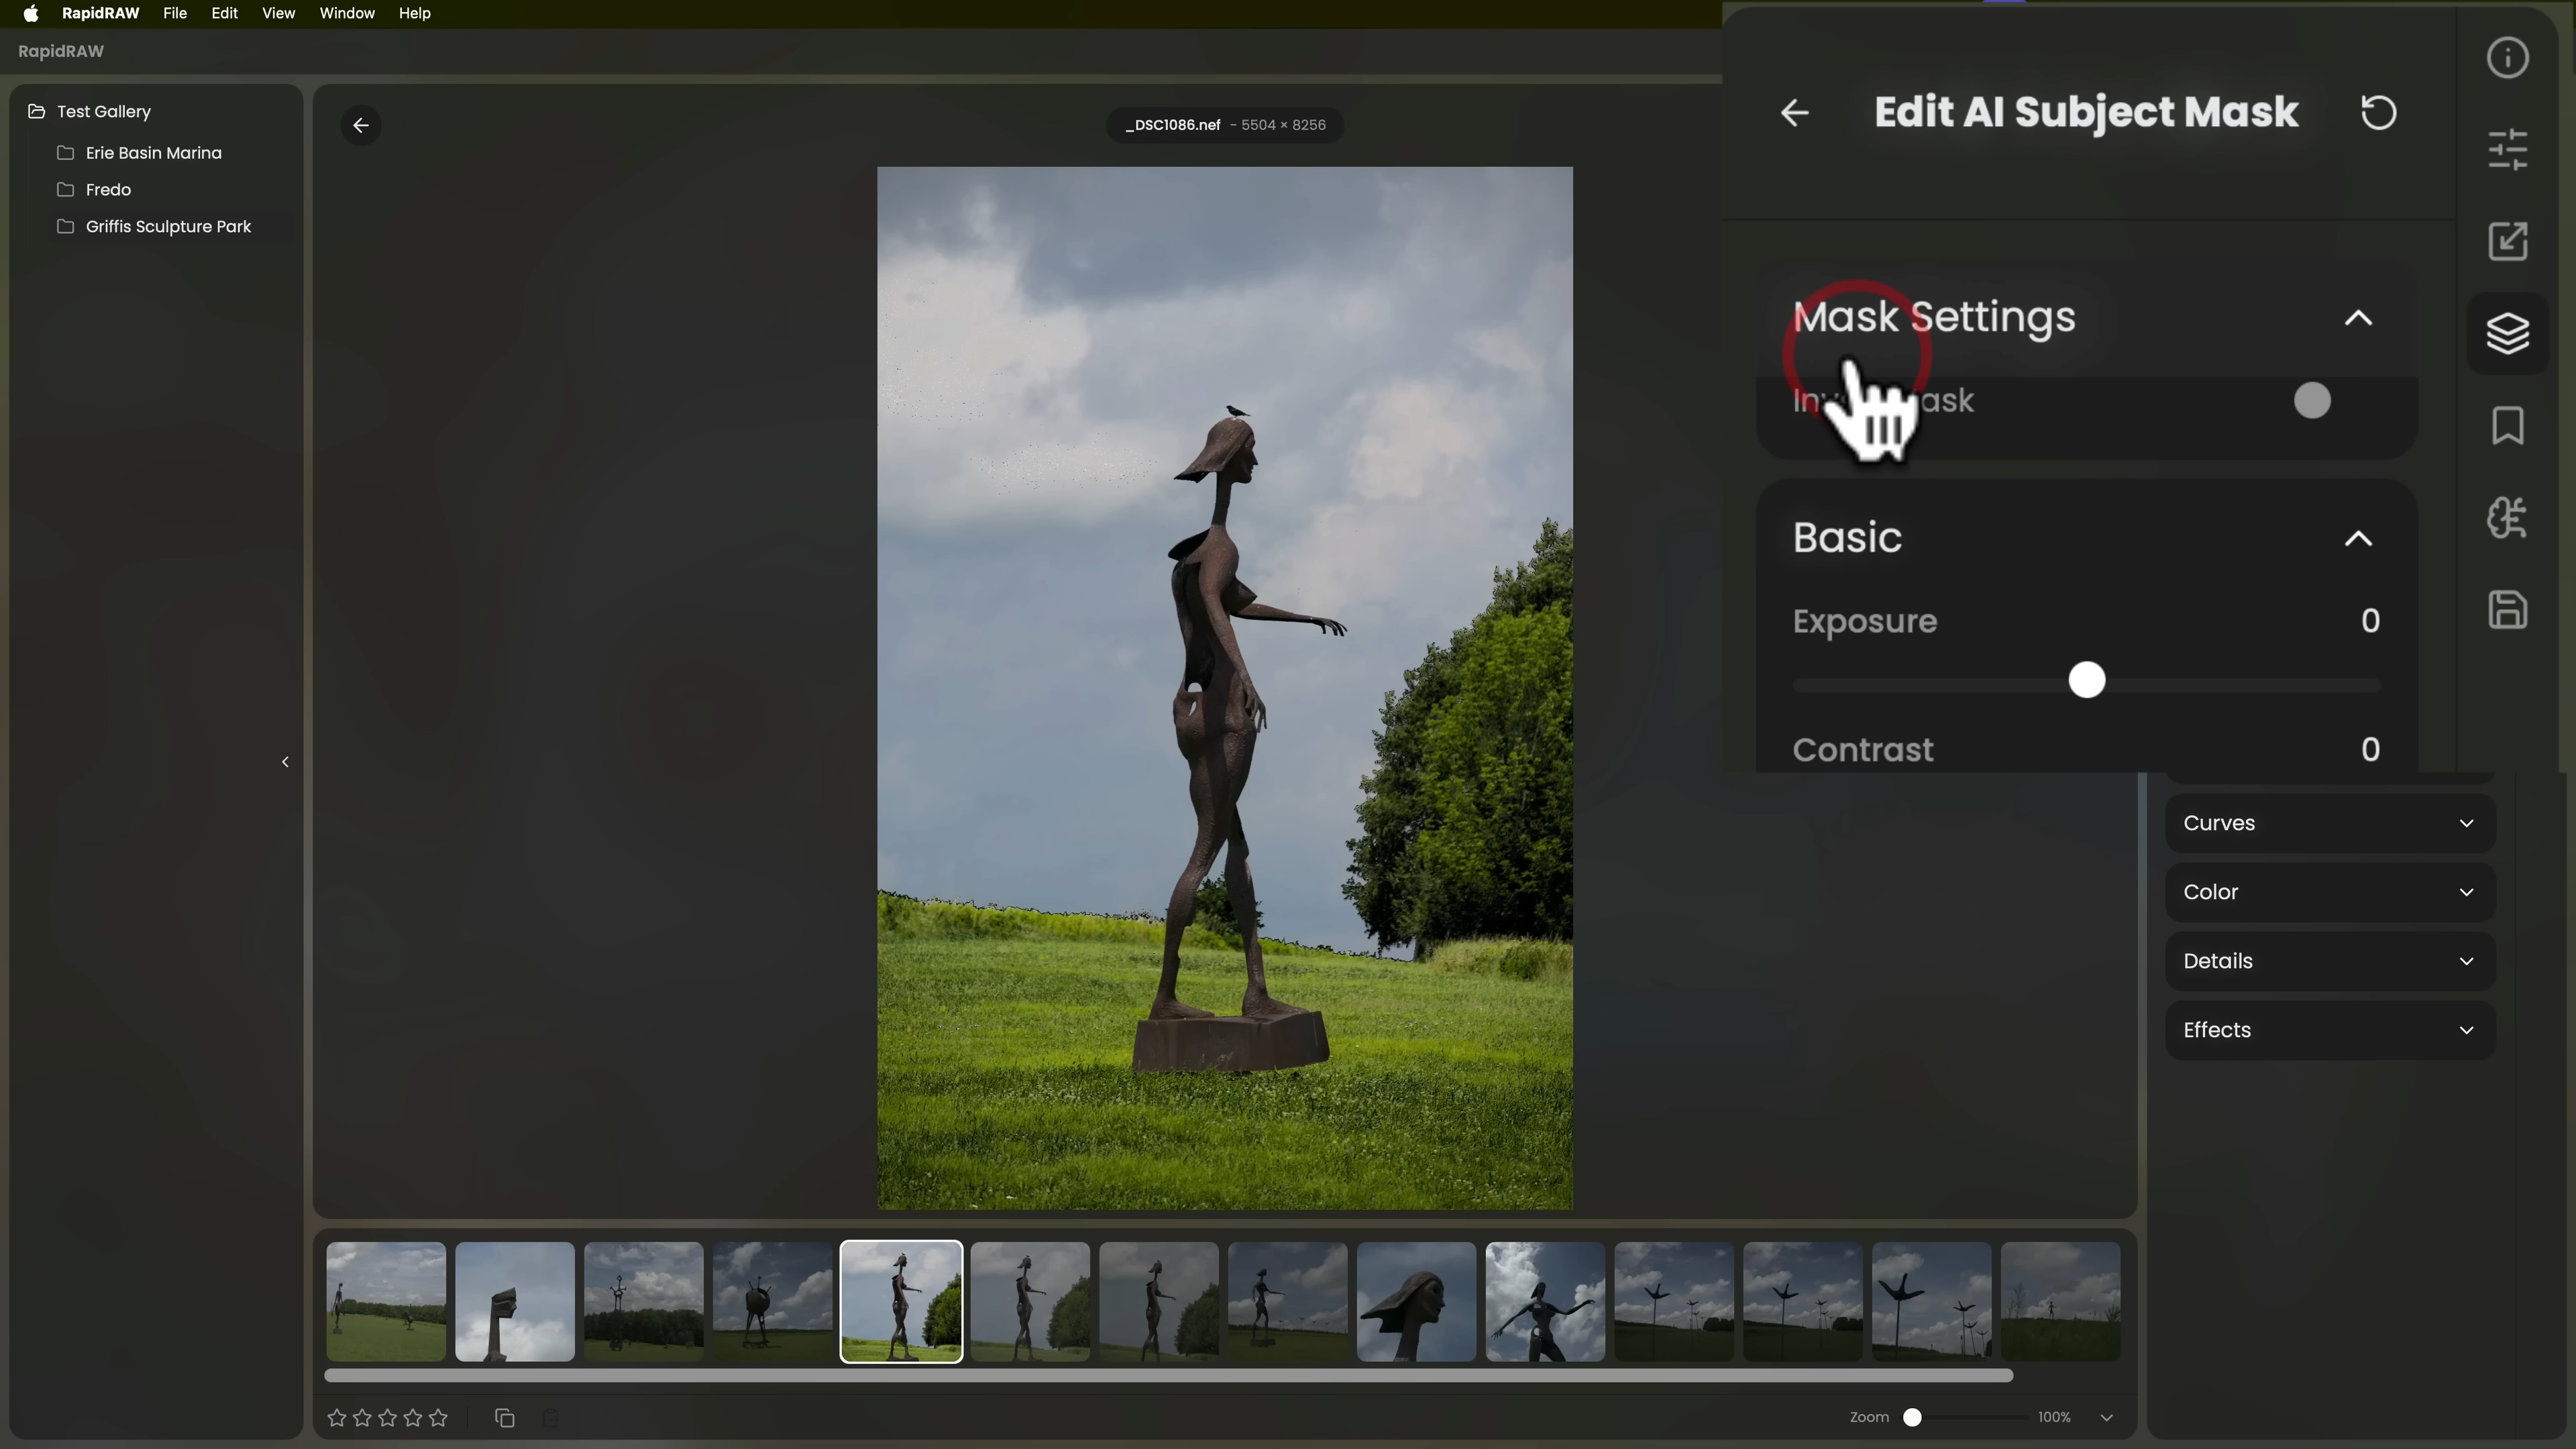 RapidRAW File Edit View Window Help
RapidRAW
Test Gallery
Erie Basin Marina
Fredo
Griffis Sculpture Park
_DSC1086.nef - 5504 × 8256
Edit AI Subject Mask
Mask Settings
Basic
Exposure 0
Contrast 0
Curves
Color
Details
Effects
Zoom 100%